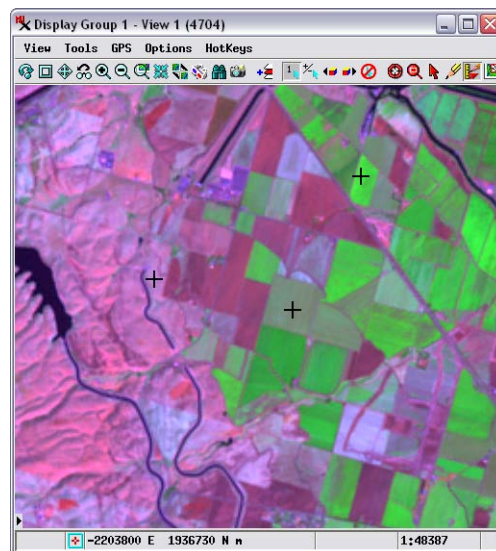 Display Group 1 - View 1 (4704)
View Tools GPS Options HotKeys
-2203800 E 1936730 N m 1:48387